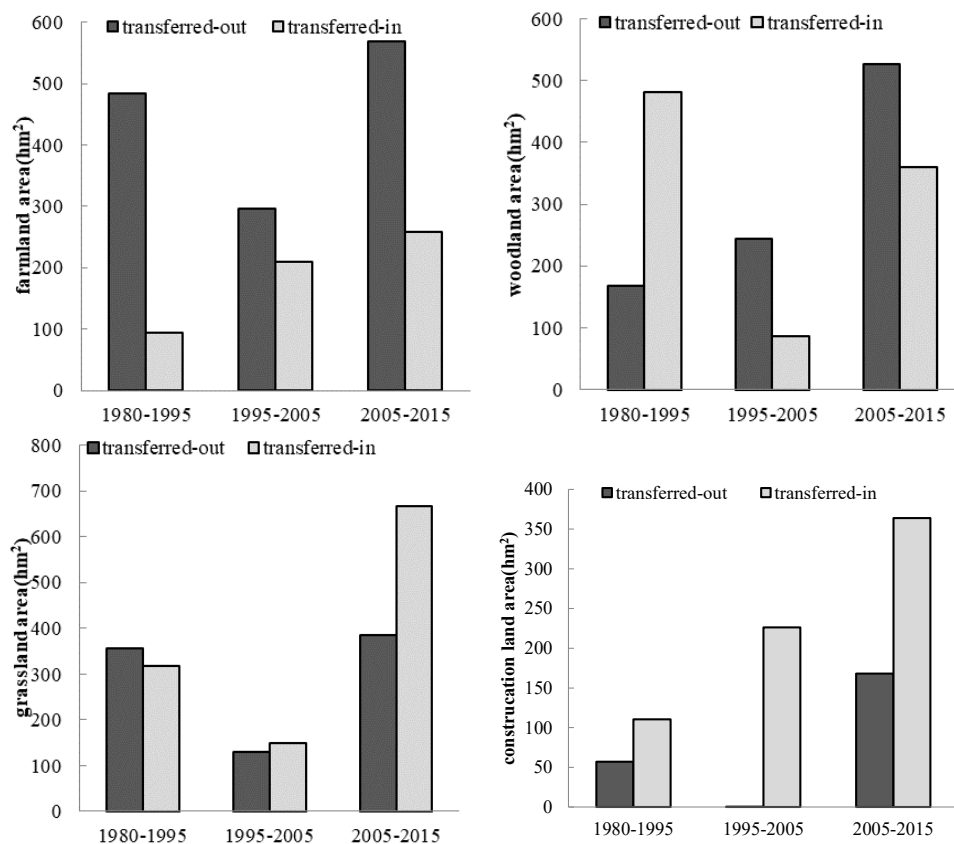 transferred-out transferred-in
farmland area(hm²)
600
500
400
300
200
100
0
1980-1995 1995-2005 2005-2015
transferred-out transferred-in
woodland area(hm²)
600
500
400
300
200
100
0
1980-1995 1995-2005 2005-2015
transferred-out transferred-in
grassland area(hm²)
800
700
600
500
400
300
200
100
0
1980-1995 1995-2005 2005-2015
transferred-out transferred-in
construcation land area(hm²)
400
350
300
250
200
150
100
50
0
1980-1995 1995-2005 2005-2015